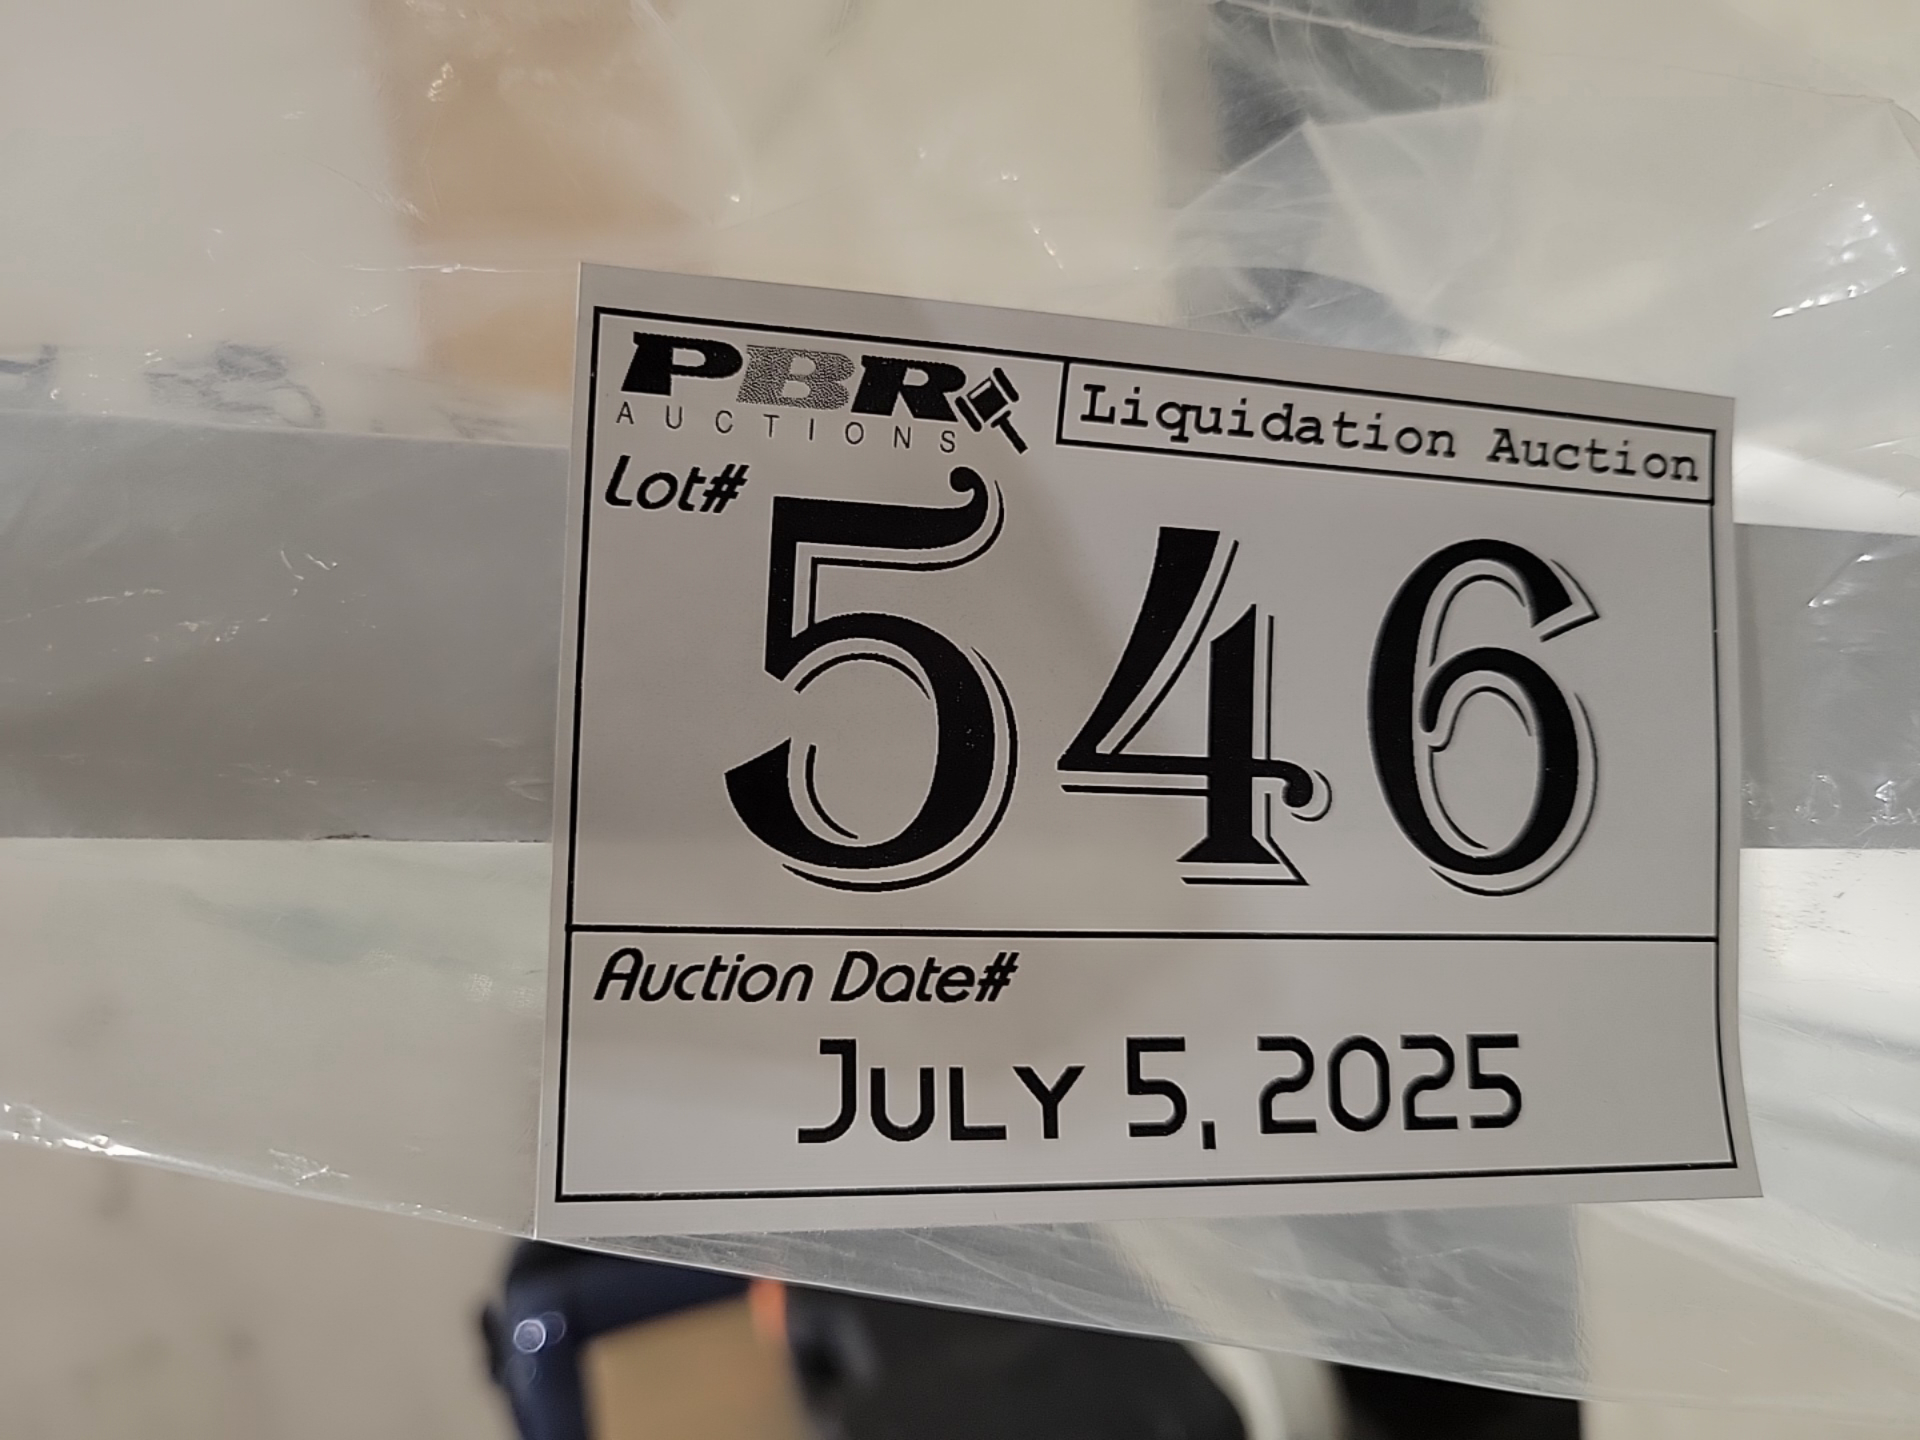 PBR
AUCTIONS
Liquidation Auction
Lot#
546
Auction Date#
July 5, 2025